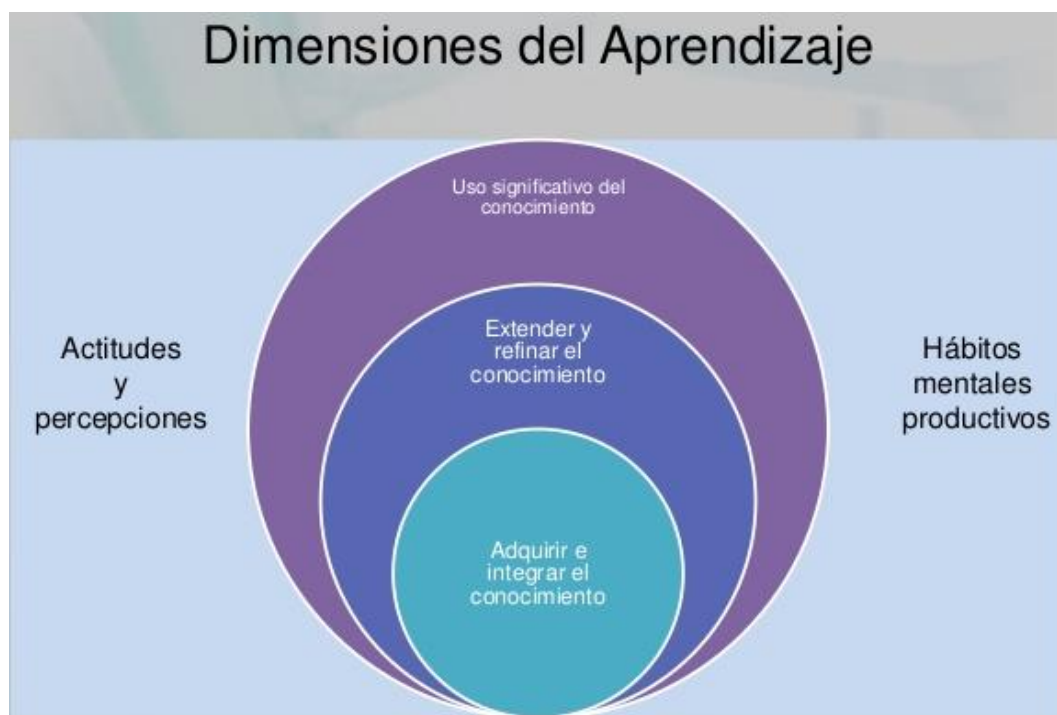 Dimensiones del Aprendizaje
Uso significativo del
conocimiento
Extender y
refinar el
conocimiento
Actitudes
y
percepciones
Hábitos
mentales
productivos
Adquirir e
integrar el
conocimiento